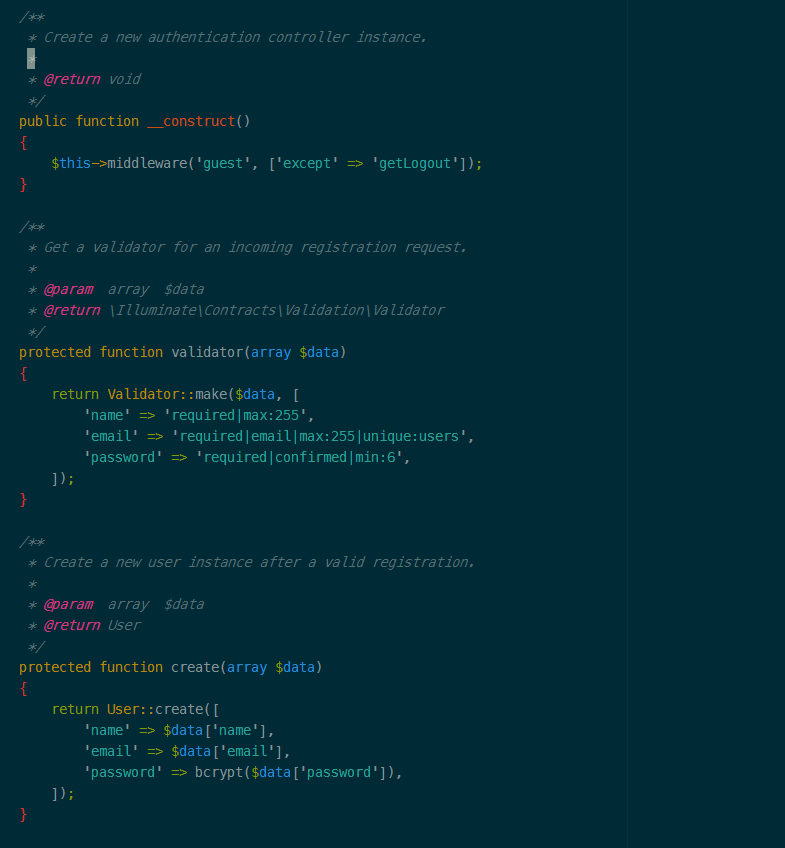 /**
 * Create a new authentication controller instance.
 *
 * @return void
 */
public function __construct()
{
    $this->middleware('guest', ['except' => 'getLogout']);
}

/**
 * Get a validator for an incoming registration request.
 *
 * @param  array  $data
 * @return \Illuminate\Contracts\Validation\Validator
 */
protected function validator(array $data)
{
    return Validator::make($data, [
        'name' => 'required|max:255',
        'email' => 'required|email|max:255|unique:users',
        'password' => 'required|confirmed|min:6',
    ]);
}

/**
 * Create a new user instance after a valid registration.
 *
 * @param  array  $data
 * @return User
 */
protected function create(array $data)
{
    return User::create([
        'name' => $data['name'],
        'email' => $data['email'],
        'password' => bcrypt($data['password']),
    ]);
}